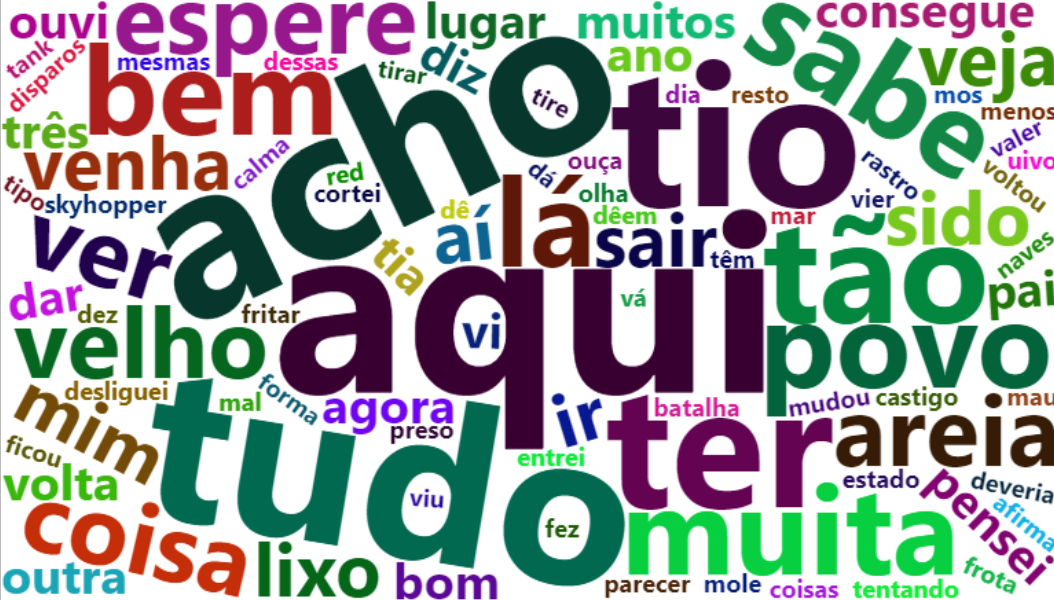 ouvi
espere
lugar
muitos
consegue
tank
disparos
mesmas
dessas
tirar
diz
ano
sabe
veja
bem
acho
tire
tio
dia
resto
mos
menos
três
venha
calma
red
cortei
ouça
dá
olha
rastro
valer
uivo
voltou
tipo
skyhopper
dê
dêem
mar
vier
sido
ver
tia
aí
lá
sair
têm
tão
naves
dar
dez
fritar
aqui
vá
pai
velho
vi
povo
desliguei
mal
forma
agora
preso
ir
batalha
mudou
castigo
mau
mim
ficou
tudo
entrei
ter
areia
volta
viu
estado
pensei
deveria
afirma
coisa
fez
muita
outra
lixo
bom
parecer
mole
coisas
tentando
frota